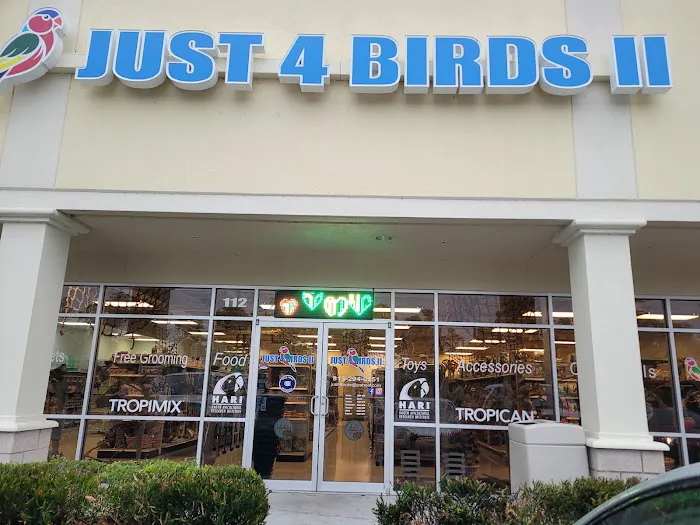 JUST 4 BIRDS II
112
Free Grooming
Food
JUST 4 BIRDS II
JUST 4 BIRDS II
Toys
Accessories
HARI
HARI
TROPIMIX
TROPICAN